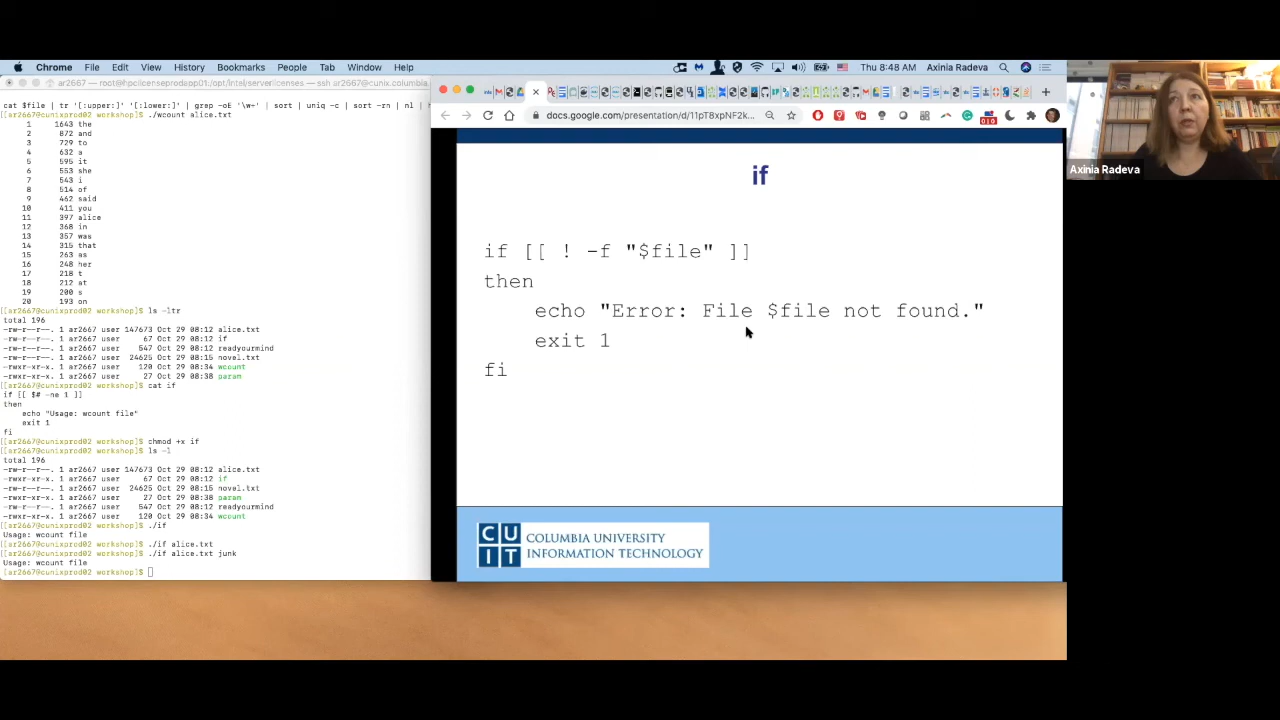 Chrome File Edit View History Bookmarks People Tab Window Help
Thu 8:48 AM Axinia Radeva
ar2667 — root@hpclicenseprodapp01:/opt/intel/serverlicenses — ssh ar2667@cunix.columbia
cat $file | tr '[:upper:]' '[:lower:]' | grep -oE '\w+' | sort | uniq -c | sort -rn | nl | h
[[ar2667@cunixprod02 workshop]$ ./wcount alice.txt
1 1643 the
2 872 and
3 729 to
4 632 a
5 595 it
6 553 she
7 543 i
8 514 of
9 462 said
10 411 you
11 397 alice
12 368 in
13 357 was
14 315 that
15 263 as
16 248 her
17 218 t
18 212 at
19 200 s
20 193 on
[[ar2667@cunixprod02 workshop]$ ls -ltr
total 196
-rw-r--r--. 1 ar2667 user 147673 Oct 29 08:12 alice.txt
-rw-r--r--. 1 ar2667 user 67 Oct 29 08:12 if
-rw-r--r--. 1 ar2667 user 547 Oct 29 08:12 readyourmind
-rw-r--r--. 1 ar2667 user 24625 Oct 29 08:15 novel.txt
-rwxr-xr-x. 1 ar2667 user 120 Oct 29 08:34 wcount
-rwxr-xr-x. 1 ar2667 user 27 Oct 29 08:38 param
[[ar2667@cunixprod02 workshop]$ cat if
if [[ $# -ne 1 ]]
then
echo "Usage: wcount file"
exit 1
fi
[[ar2667@cunixprod02 workshop]$ chmod +x if
[[ar2667@cunixprod02 workshop]$ ls -l
total 196
-rw-r--r--. 1 ar2667 user 147673 Oct 29 08:12 alice.txt
-rwxr-xr-x. 1 ar2667 user 67 Oct 29 08:12 if
-rw-r--r--. 1 ar2667 user 24625 Oct 29 08:15 novel.txt
-rwxr-xr-x. 1 ar2667 user 27 Oct 29 08:38 param
-rw-r--r--. 1 ar2667 user 547 Oct 29 08:12 readyourmind
-rwxr-xr-x. 1 ar2667 user 120 Oct 29 08:34 wcount
[[ar2667@cunixprod02 workshop]$ ./if
Usage: wcount file
[[ar2667@cunixprod02 workshop]$ ./if alice.txt
[[ar2667@cunixprod02 workshop]$ ./if alice.txt junk
Usage: wcount file
[ar2667@cunixprod02 workshop]$
docs.google.com/presentation/d/11pT8xpNF2k...
if
if [[ ! -f "$file" ]]
then
echo "Error: File $file not found."
exit 1
fi
CU
IT
COLUMBIA UNIVERSITY
INFORMATION TECHNOLOGY
Axinia Radeva